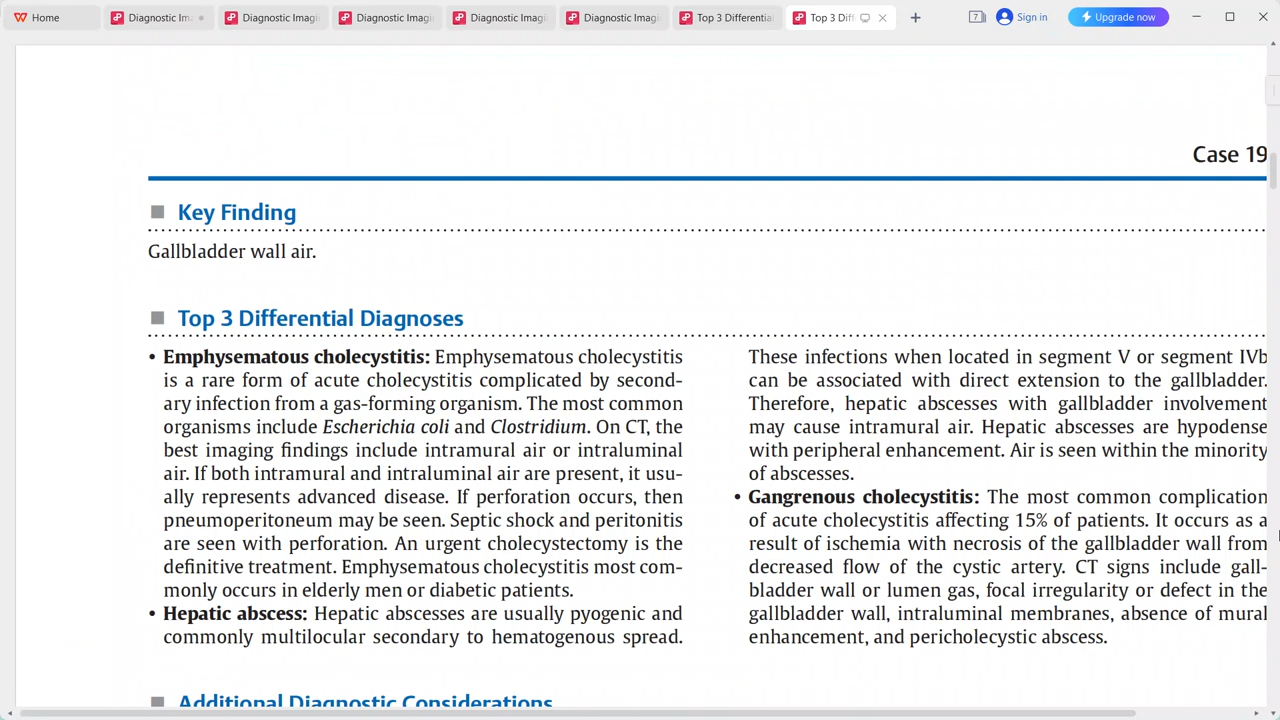 Home
Diagnostic Im
Diagnostic Imagi
Diagnostic Imagi
Diagnostic Imagi
Diagnostic Imagi
Top 3 Differential
Top 3 Diff
7
Sign in
Upgrade now
Case 19
Key Finding
Gallbladder wall air.
Top 3 Differential Diagnoses
• Emphysematous cholecystitis: Emphysematous cholecystitis
is a rare form of acute cholecystitis complicated by second-
ary infection from a gas-forming organism. The most common
organisms include Escherichia coli and Clostridium. On CT, the
best imaging findings include intramural air or intraluminal
air. If both intramural and intraluminal air are present, it usu-
ally represents advanced disease. If perforation occurs, then
pneumoperitoneum may be seen. Septic shock and peritonitis
are seen with perforation. An urgent cholecystectomy is the
definitive treatment. Emphysematous cholecystitis most com-
monly occurs in elderly men or diabetic patients.
• Hepatic abscess: Hepatic abscesses are usually pyogenic and
commonly multilocular secondary to hematogenous spread.
These infections when located in segment V or segment IVb
can be associated with direct extension to the gallbladder.
Therefore, hepatic abscesses with gallbladder involvement
may cause intramural air. Hepatic abscesses are hypodense
with peripheral enhancement. Air is seen within the minority
of abscesses.
• Gangrenous cholecystitis: The most common complication
of acute cholecystitis affecting 15% of patients. It occurs as a
result of ischemia with necrosis of the gallbladder wall from
decreased flow of the cystic artery. CT signs include gall-
bladder wall or lumen gas, focal irregularity or defect in the
gallbladder wall, intraluminal membranes, absence of mural
enhancement, and pericholecystic abscess.
Additional Diagnostic Considerations